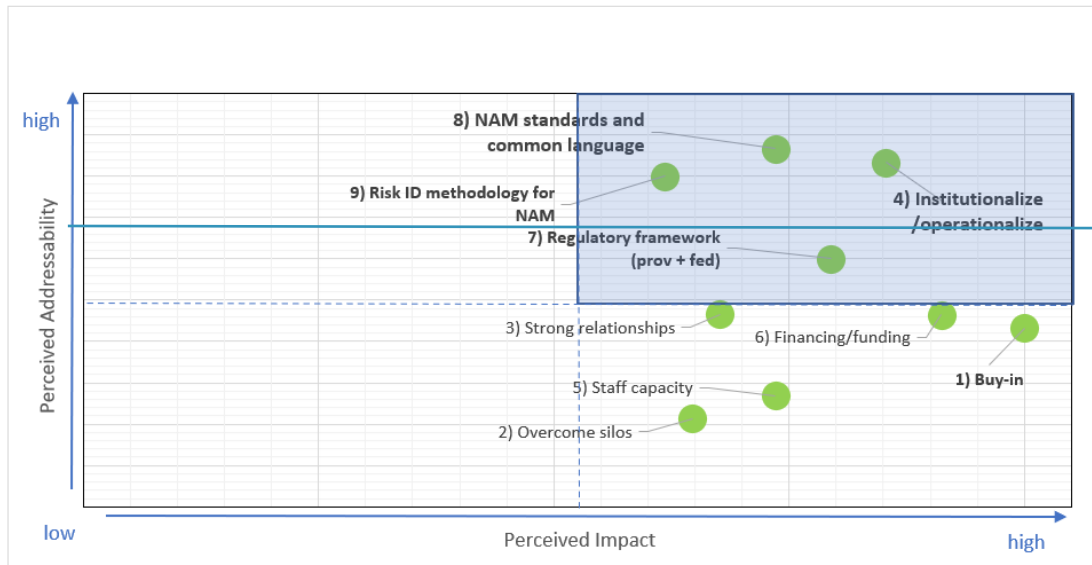 high
8) NAM standards and
common language
9) Risk ID methodology for
NAM
4) Institutionalize
/operationalize
7) Regulatory framework
(prov + fed)
Perceived Addressability
3) Strong relationships
6) Financing/funding
1) Buy-in
5) Staff capacity
2) Overcome silos
low
Perceived Impact
high